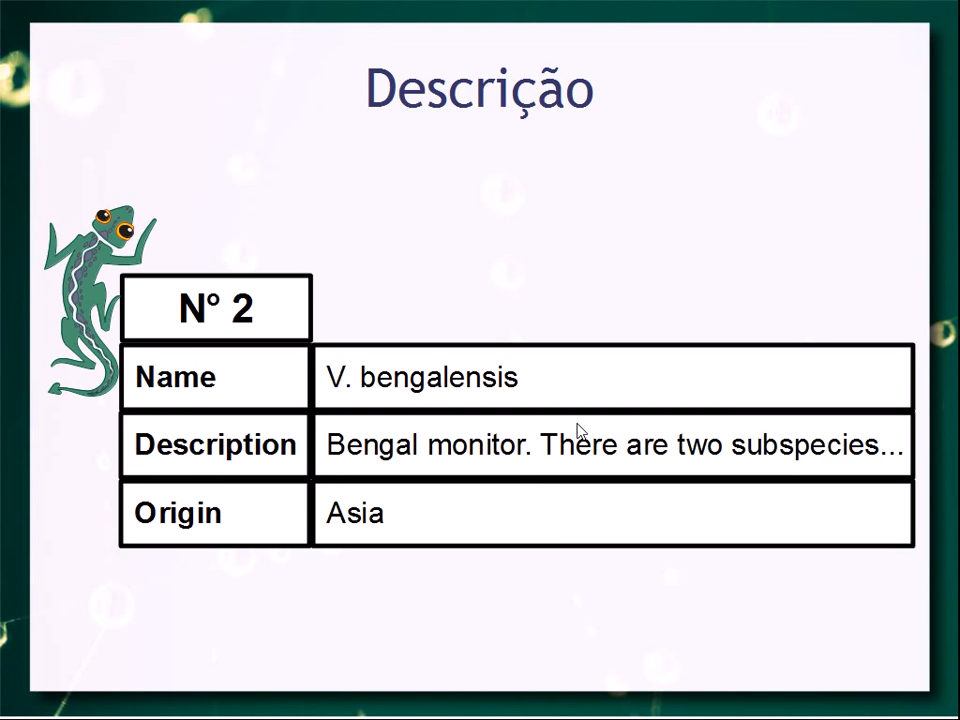 Descrição
N° 2
Name V. bengalensis
Description Bengal monitor. There are two subspecies...
Origin Asia